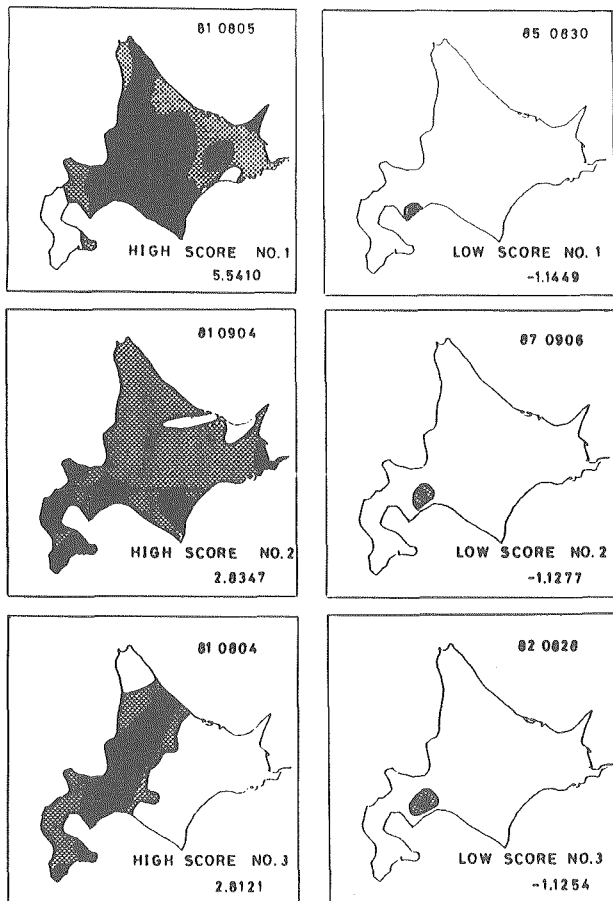 81 0805
HIGH SCORE NO.1
5.5410
85 0830
LOW SCORE NO.1
-1.1449
81 0904
HIGH SCORE NO.2
2.8347
87 0906
LOW SCORE NO.2
-1.1277
81 0804
HIGH SCORE NO.3
2.8121
82 0828
LOW SCORE NO.3
-1.1254